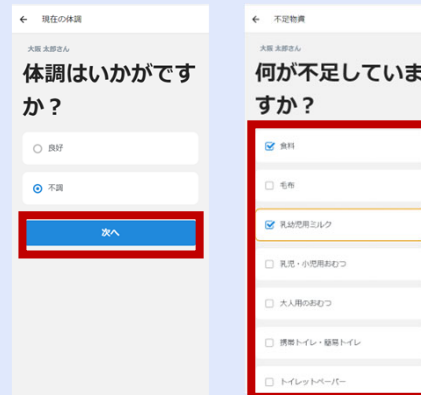 ← 現在の体調
大阪 太郎さん
体調はいかがです
か？
良好
不調
次へ
← 不足物資
大阪 太郎さん
何が不足していま
すか？
食料
毛布
乳幼児用ミルク
乳児・小児用おむつ
大人用のおむつ
携帯トイレ・簡易トイレ
トイレットペーパー